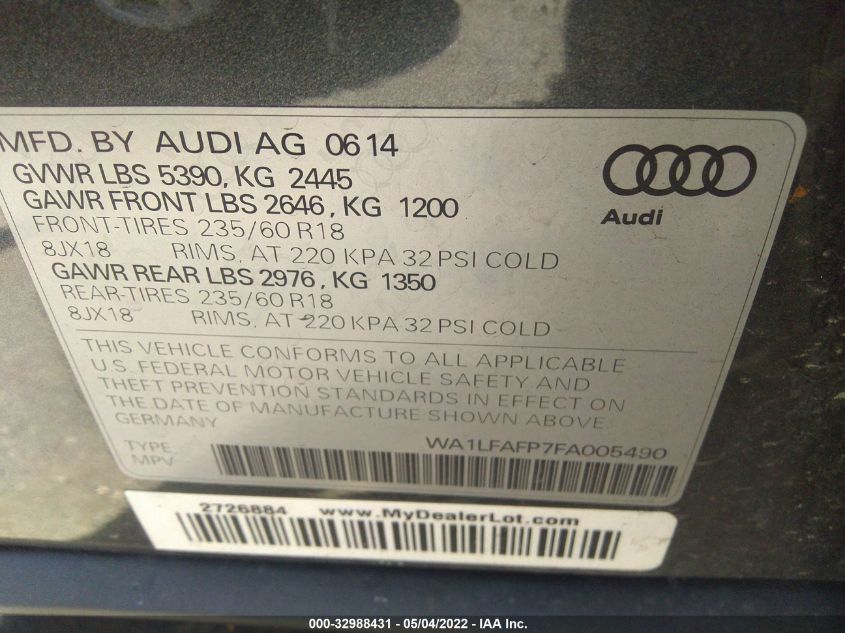 MFD. BY AUDI AG 0614
GVWR LBS 5390, KG 2445
GAWR FRONT LBS 2646, KG 1200
FRONT-TIRES 235/60 R18
8JX18 RIMS, AT 220 KPA 32 PSI COLD
GAWR REAR LBS 2976, KG 1350
REAR-TIRES 235/60 R18
8JX18 RIMS, AT 220 KPA 32 PSI COLD
Audi
THIS VEHICLE CONFORMS TO ALL APPLICABLE
U.S. FEDERAL MOTOR VEHICLE SAFETY AND
THEFT PREVENTION STANDARDS IN EFFECT ON
THE DATE OF MANUFACTURE SHOWN ABOVE.
GERMANY
TYPE WA1LFAFP7FA005490
MPV
2726884 www.MyDealerLot.com
000-32988431 - 05/04/2022 - IAA Inc.